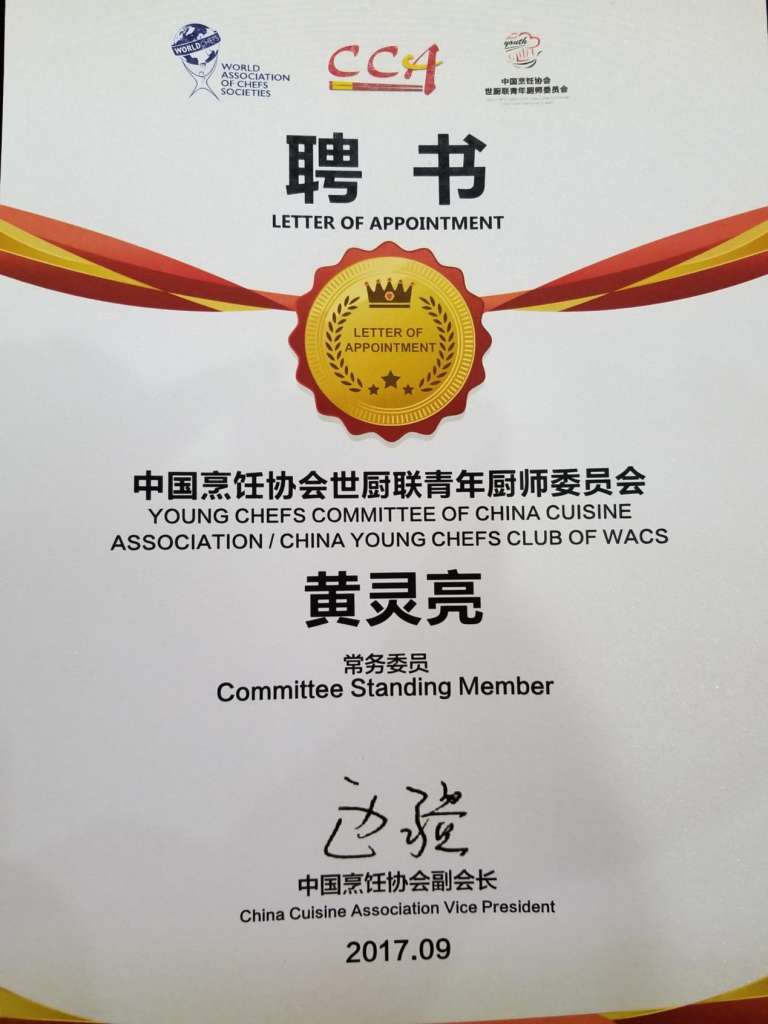 WORLDCHEFS
WORLD
ASSOCIATION
OF CHEFS
SOCIETIES
CCA
youth
中国烹饪协会
世厨联青年厨师委员会
聘 书
LETTER OF APPOINTMENT
LETTER OF
APPOINTMENT
中国烹饪协会世厨联青年厨师委员会
YOUNG CHEFS COMMITTEE OF CHINA CUISINE
ASSOCIATION / CHINA YOUNG CHEFS CLUB OF WACS
黄灵亮
常务委员
Committee Standing Member
中国烹饪协会副会长
China Cuisine Association Vice President
2017.09